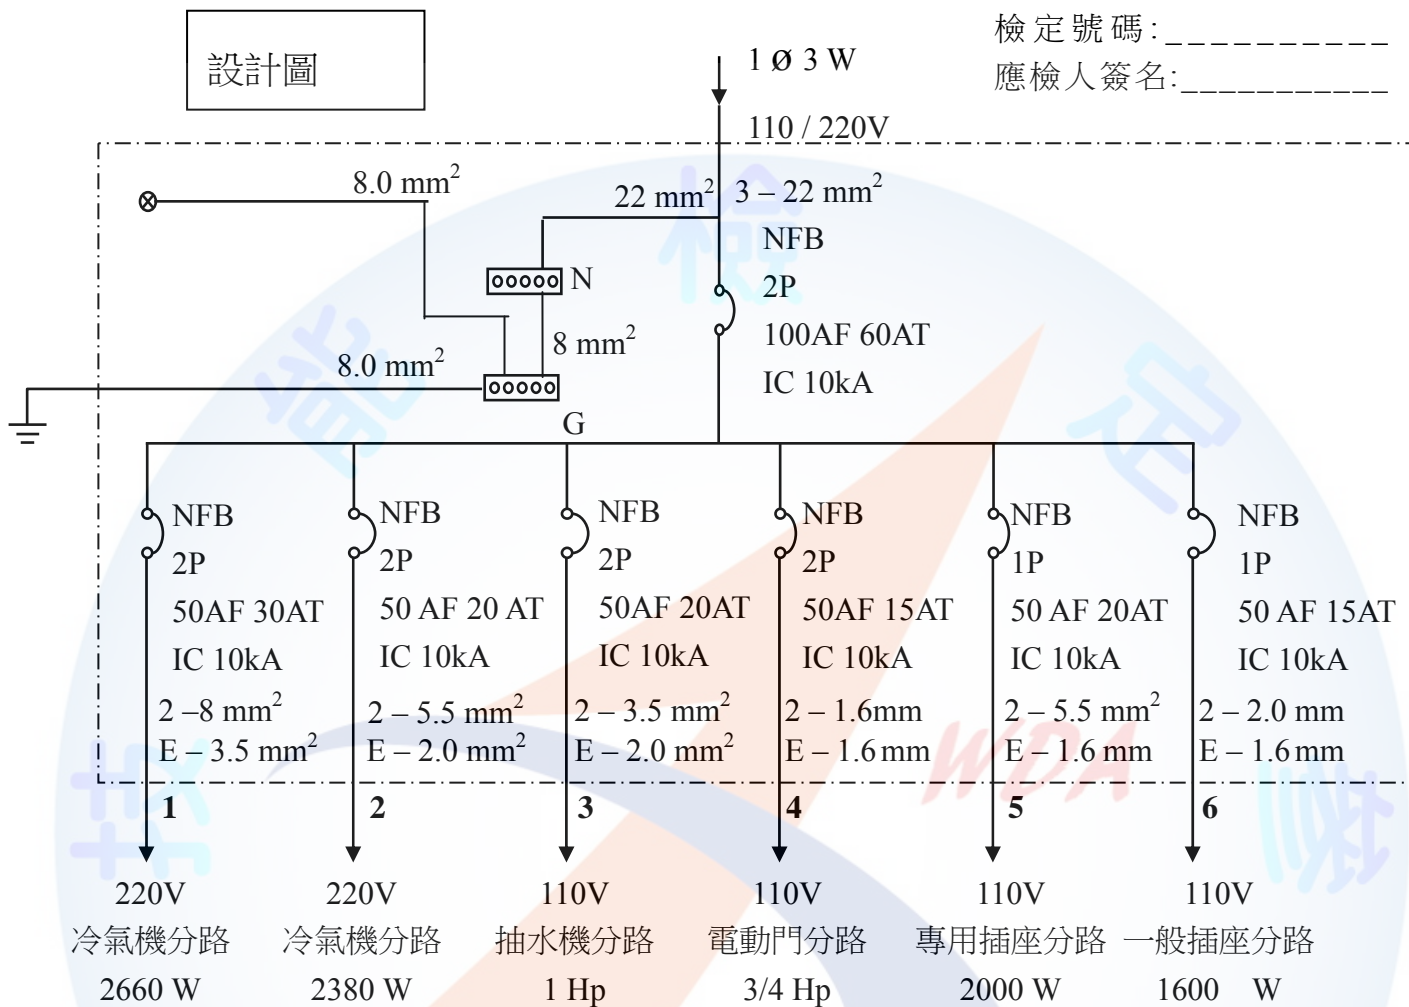 設計圖
檢定號碼:__________
應檢人簽名:___________
1 Ø 3 W
110 / 220V
8.0 mm²
22 mm²
3 – 22 mm²
NFB
2P
100AF 60AT
IC 10kA
N
8 mm²
8.0 mm²
G
NFB
2P
50AF 30AT
IC 10kA
2 –8 mm²
E – 3.5 mm²
1
220V
冷氣機分路
2660 W
NFB
2P
50 AF 20 AT
IC 10kA
2 – 5.5 mm²
E – 2.0 mm²
2
220V
冷氣機分路
2380 W
NFB
2P
50AF 20AT
IC 10kA
2 – 3.5 mm²
E – 2.0 mm²
3
110V
抽水機分路
1 Hp
NFB
2P
50AF 15AT
IC 10kA
2 – 1.6mm
E – 1.6 mm
4
110V
電動門分路
3/4 Hp
NFB
1P
50 AF 20AT
IC 10kA
2 – 5.5 mm²
E – 1.6 mm
5
110V
專用插座分路
2000 W
NFB
1P
50 AF 15AT
IC 10kA
2 – 2.0 mm
E – 1.6 mm
6
110V
一般插座分路
1600 W
技能檢定
WDA